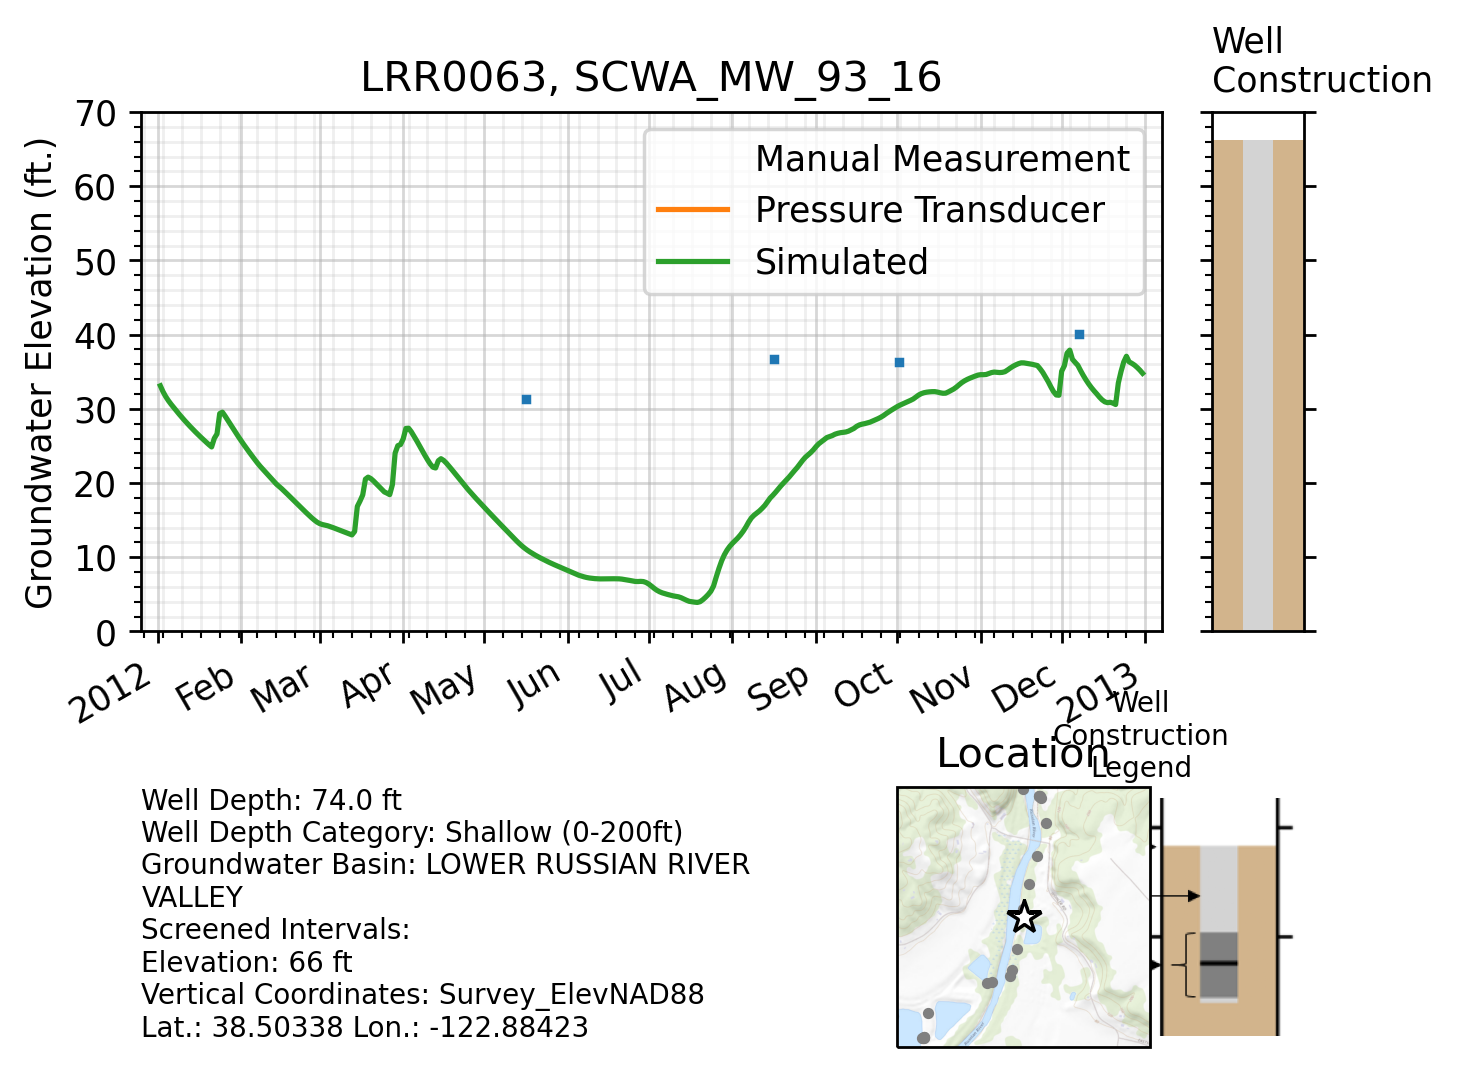 Well
Construction
LRR0063, SCWA_MW_93_16
Groundwater Elevation (ft.)
70
60
50
40
30
20
10
0
Manual Measurement
Pressure Transducer
Simulated
2012
Feb
Mar
Apr
May
Jun
Jul
Aug
Sep
Oct
Nov
Dec
2013
Well
Construction
Legend
Location
Well Depth: 74.0 ft
Well Depth Category: Shallow (0-200ft)
Groundwater Basin: LOWER RUSSIAN RIVER
VALLEY
Screened Intervals:
Elevation: 66 ft
Vertical Coordinates: Survey_ElevNAD88
Lat.: 38.50338 Lon.: -122.88423